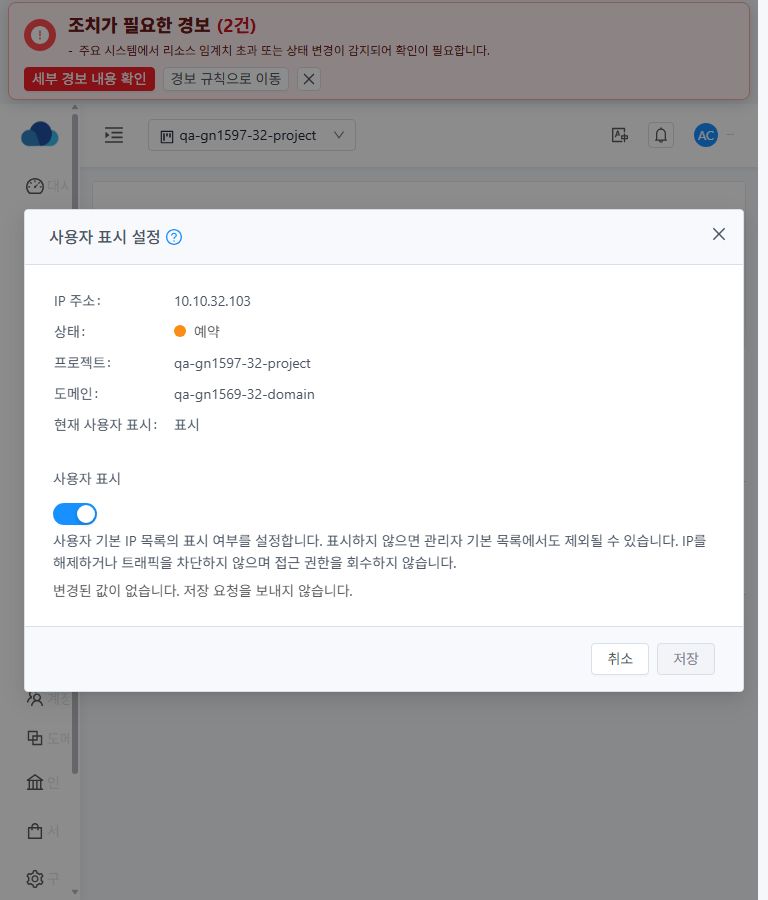 조치가 필요한 경보 (2건)
- 주요 시스템에서 리소스 임계치 초과 또는 상태 변경이 감지되어 확인이 필요합니다.
세부 경보 내용 확인 경보 규칙으로 이동
qa-gn1597-32-project
AC
사용자 표시 설정
IP 주소: 10.10.32.103
상태: 예약
프로젝트: qa-gn1597-32-project
도메인: qa-gn1569-32-domain
현재 사용자 표시: 표시
사용자 표시
사용자 기본 IP 목록의 표시 여부를 설정합니다. 표시하지 않으면 관리자 기본 목록에서도 제외될 수 있습니다. IP를
해제하거나 트래픽을 차단하지 않으며 접근 권한을 회수하지 않습니다.
변경된 값이 없습니다. 저장 요청을 보내지 않습니다.
취소 저장
인
서
구